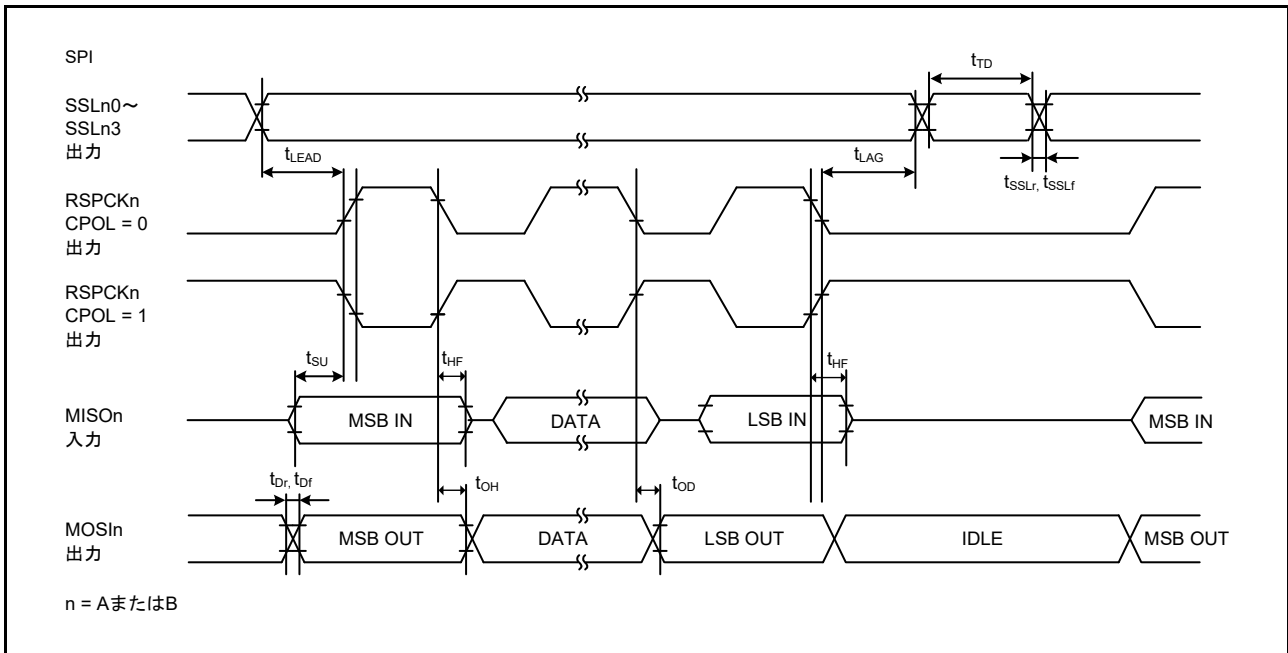 SPI
tTD
SSLn0～
SSLn3
出力
tLEAD
tLAG
tSSLr, tSSLf
RSPCKn
CPOL = 0
出力
RSPCKn
CPOL = 1
出力
tSU
tHF
tHF
MISOn
入力
MSB IN
DATA
LSB IN
MSB IN
tDr, tDf
tOH
tOD
MOSIn
出力
MSB OUT
DATA
LSB OUT
IDLE
MSB OUT
n = AまたはB